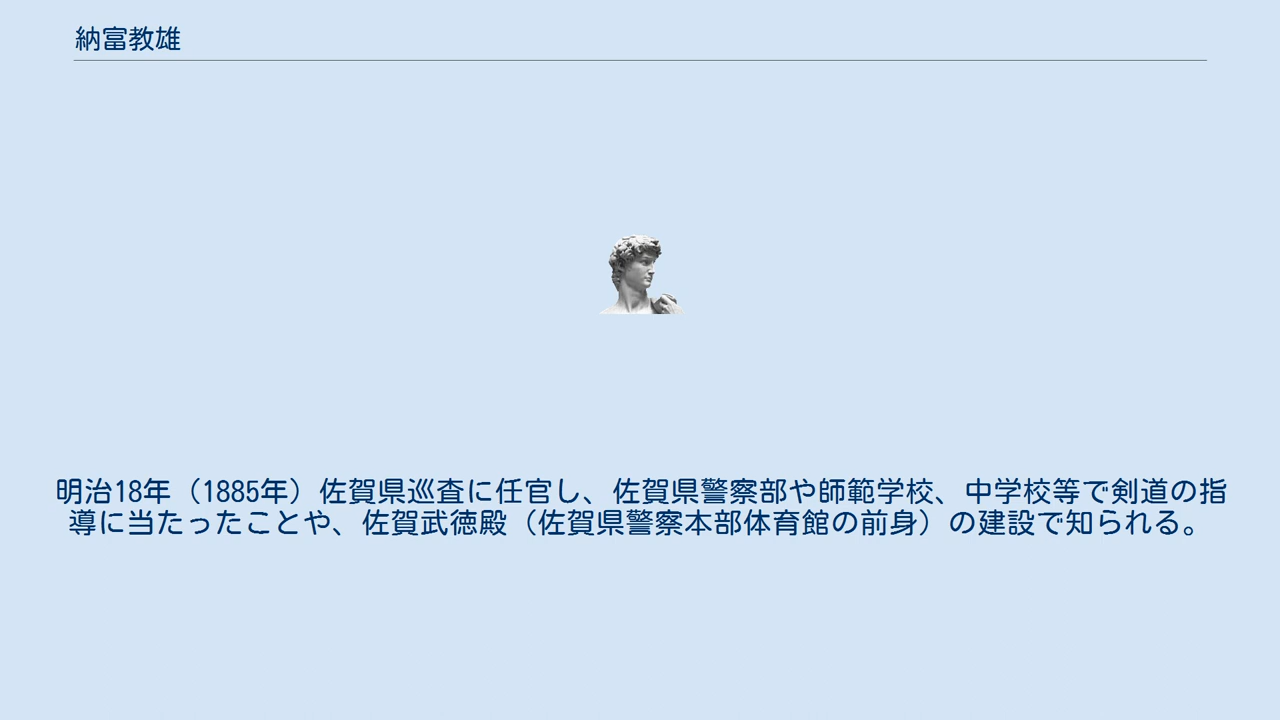 納富教雄
明治18年（1885年）佐賀県巡査に任官し、佐賀県警察部や師範学校、中学校等で剣道の指
導に当たったことや、佐賀武徳殿（佐賀県警察本部体育館の前身）の建設で知られる。